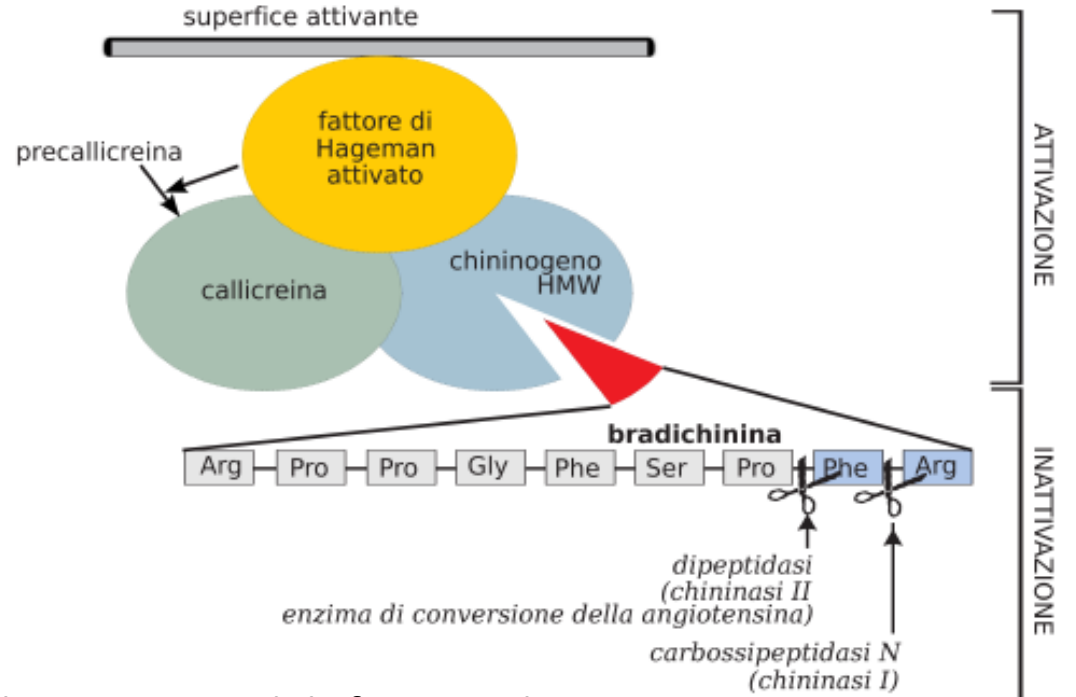 superfice attivante
fattore di
Hageman
attivato
precallicreina
callicreina
chininogeno
HMW
ATTIVAZIONE
bradichinina
Arg Pro Pro Gly Phe Ser Pro Phe Arg
dipeptidasi
(chininasi II
enzima di conversione della angiotensina)
carbossipeptidasi N
(chininasi I)
INATTIVAZIONE